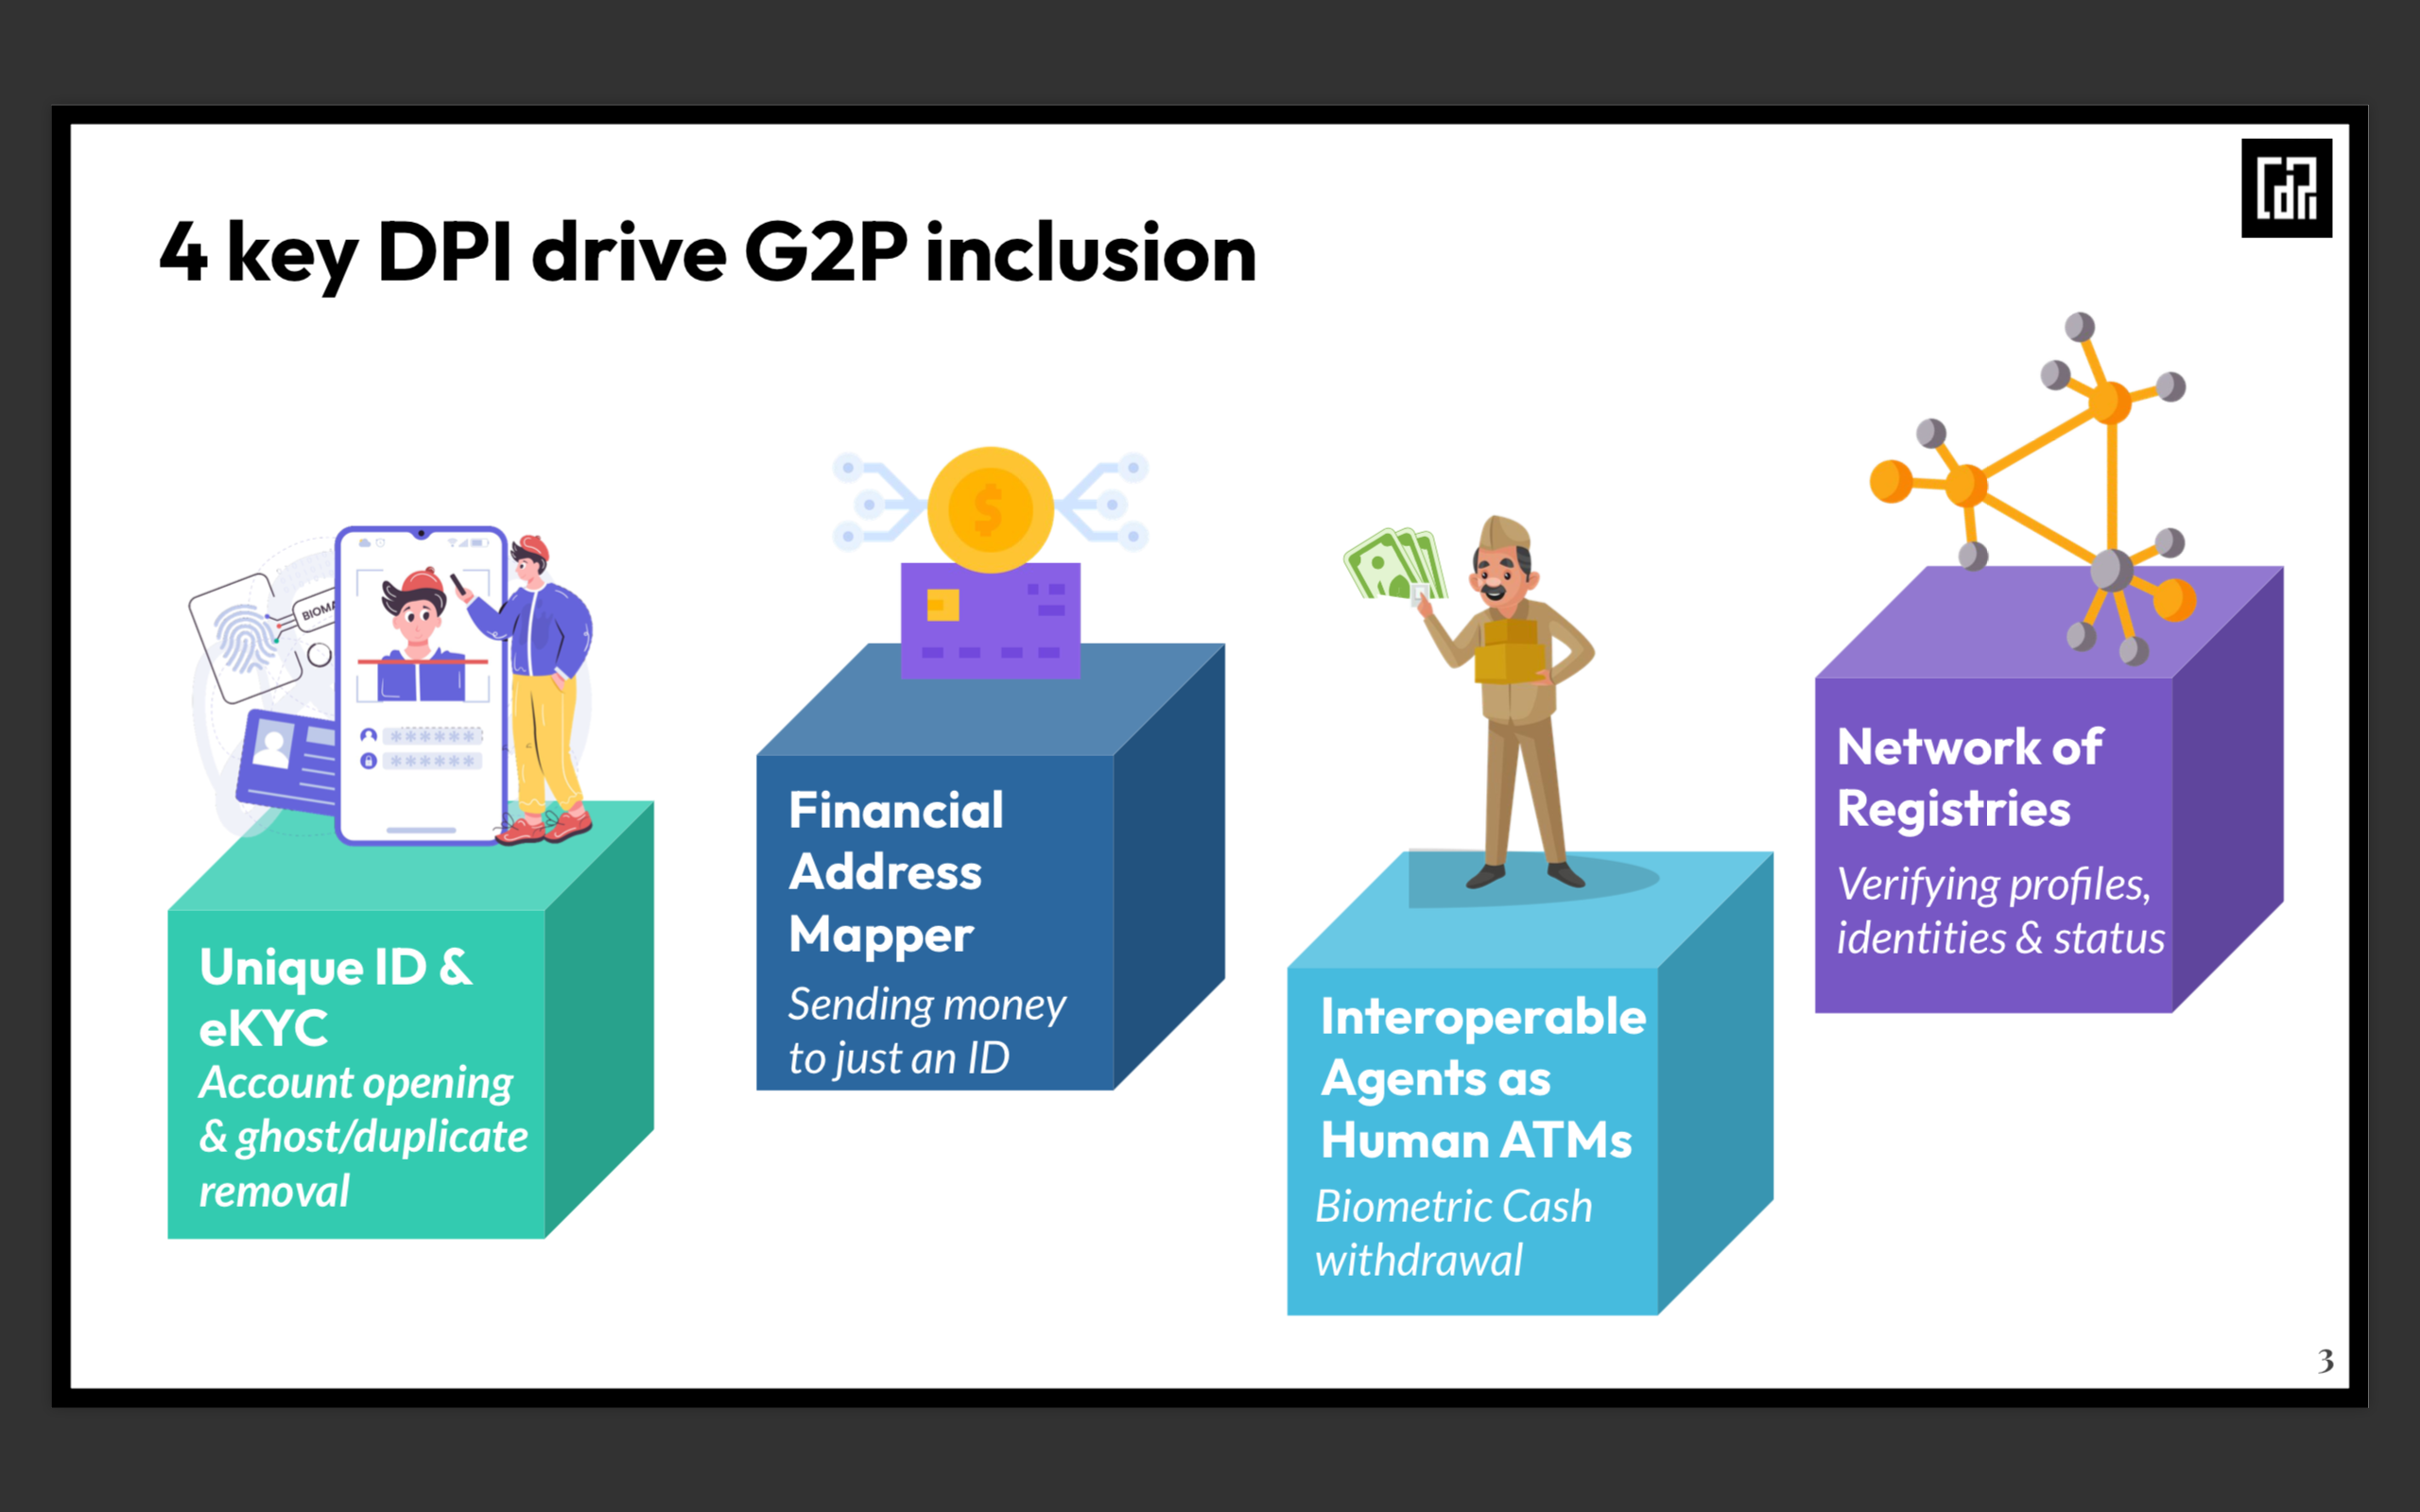 4 key DPI drive G2P inclusion
Unique ID &
eKYC
Account opening
& ghost/duplicate
removal
Financial
Address
Mapper
Sending money
to just an ID
Interoperable
Agents as
Human ATMs
Biometric Cash
withdrawal
Network of
Registries
Verifying profiles,
identities & status
3